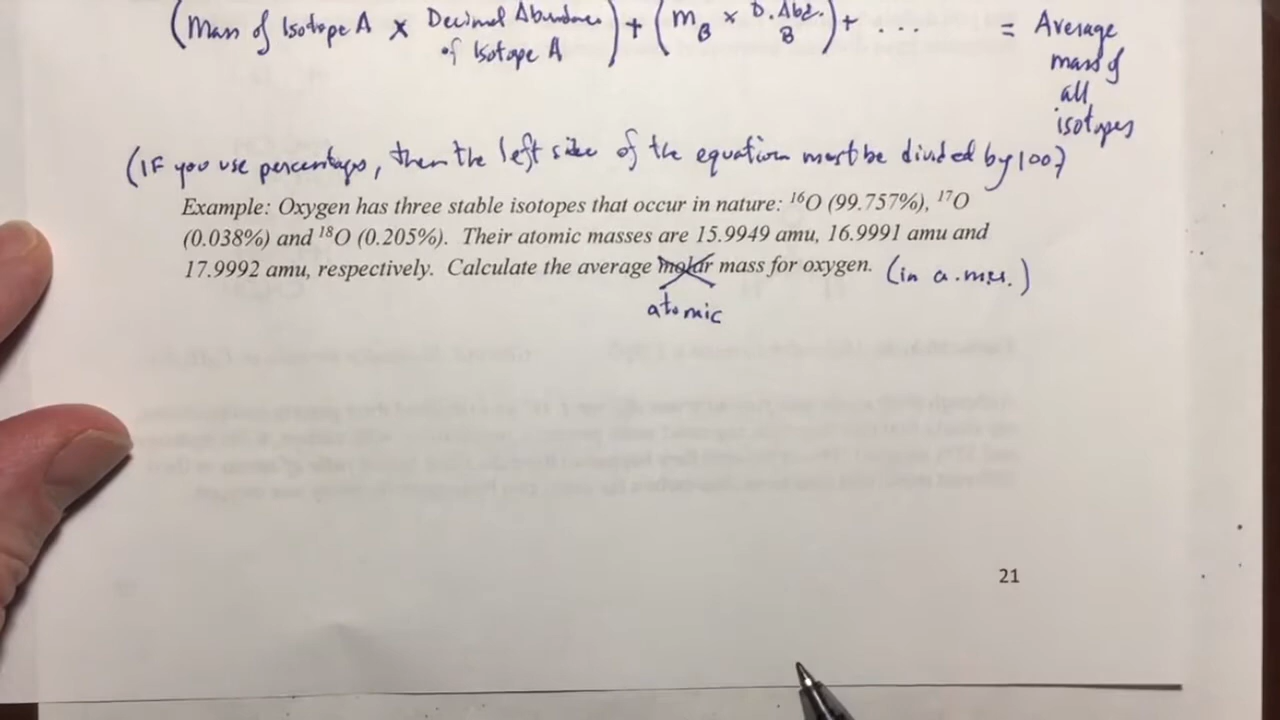 (Mass of Isotope A × Decimal Abundance of Isotope A) + (m_B × D. Abd. B) + ... = Average mass of all isotopes
(IF you use percentages, then the left side of the equation must be divided by 100)
Example: Oxygen has three stable isotopes that occur in nature: ¹⁶O (99.757%), ¹⁷O
(0.038%) and ¹⁸O (0.205%). Their atomic masses are 15.9949 amu, 16.9991 amu and
17.9992 amu, respectively. Calculate the average molar mass for oxygen. (in a.m.u.)
atomic
21